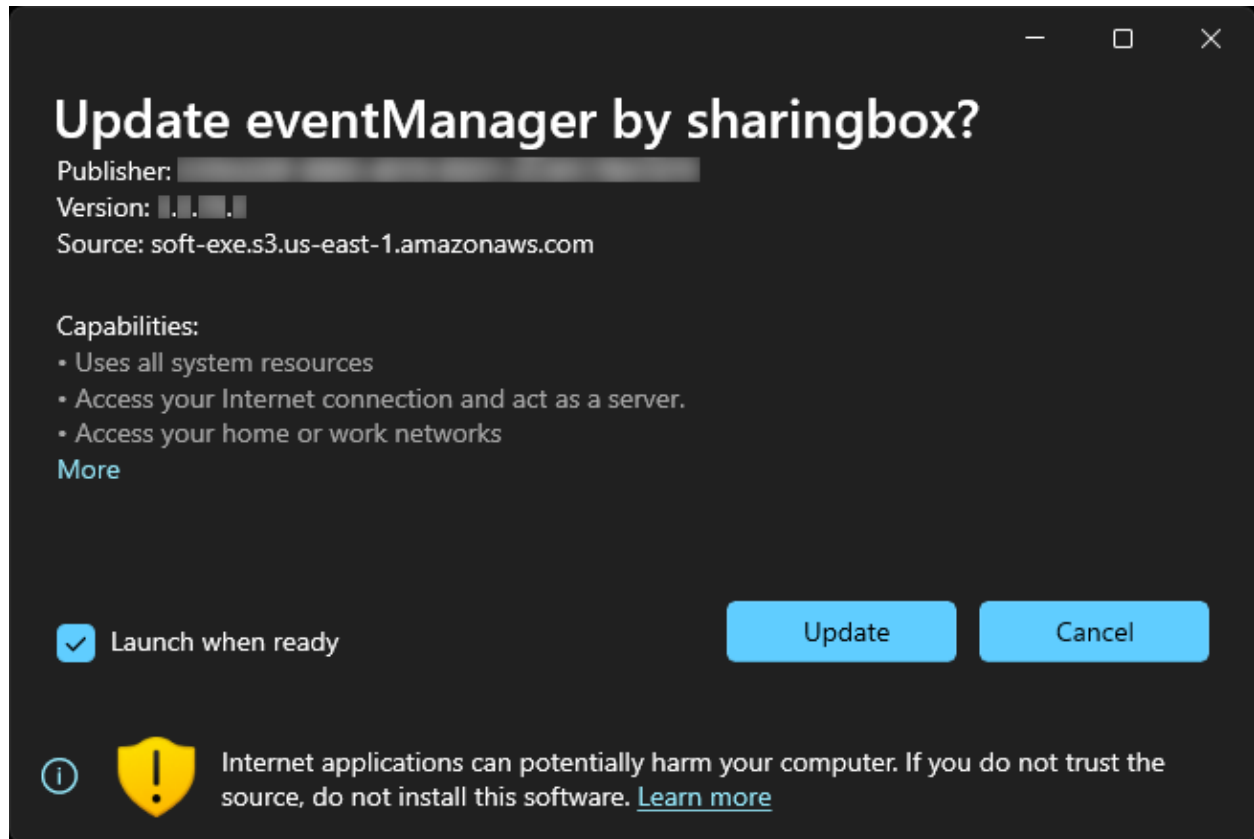 Update eventManager by sharingbox?
Publisher:
Version:
Source: soft-exe.s3.us-east-1.amazonaws.com
Capabilities:
• Uses all system resources
• Access your Internet connection and act as a server.
• Access your home or work networks
More
Launch when ready
Update
Cancel
Internet applications can potentially harm your computer. If you do not trust the
source, do not install this software. Learn more